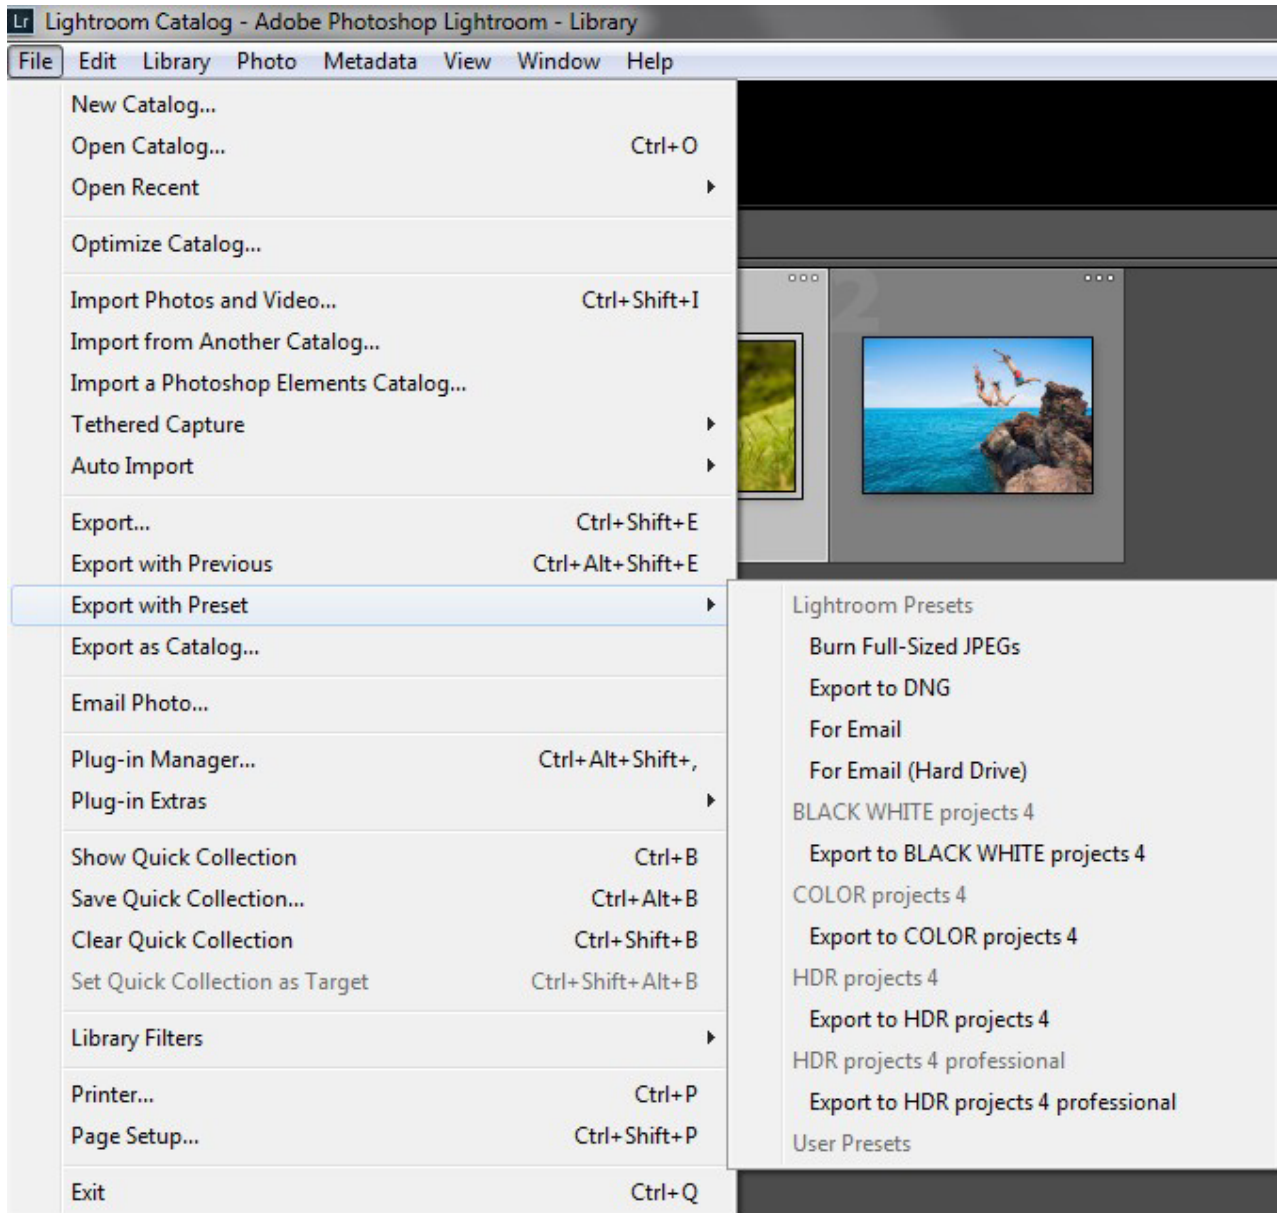 Lr Lightroom Catalog - Adobe Photoshop Lightroom - Library
File Edit Library Photo Metadata View Window Help
New Catalog...
Open Catalog... Ctrl+O
Open Recent
Optimize Catalog...
Import Photos and Video... Ctrl+Shift+I
Import from Another Catalog...
Import a Photoshop Elements Catalog...
Tethered Capture
Auto Import
Export... Ctrl+Shift+E
Export with Previous Ctrl+Alt+Shift+E
Export with Preset
Export as Catalog...
Email Photo...
Plug-in Manager... Ctrl+Alt+Shift+,
Plug-in Extras
Show Quick Collection Ctrl+B
Save Quick Collection... Ctrl+Alt+B
Clear Quick Collection Ctrl+Shift+B
Set Quick Collection as Target Ctrl+Shift+Alt+B
Library Filters
Printer... Ctrl+P
Page Setup... Ctrl+Shift+P
Exit Ctrl+Q
2
Lightroom Presets
Burn Full-Sized JPEGs
Export to DNG
For Email
For Email (Hard Drive)
BLACK WHITE projects 4
Export to BLACK WHITE projects 4
COLOR projects 4
Export to COLOR projects 4
HDR projects 4
Export to HDR projects 4
HDR projects 4 professional
Export to HDR projects 4 professional
User Presets